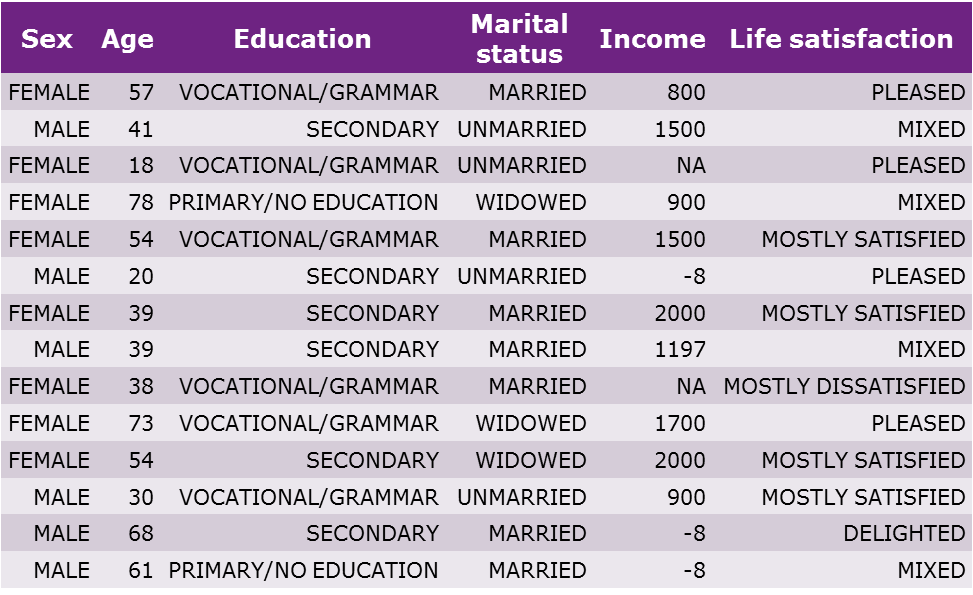 Sex Age Education Marital status Income Life satisfaction
FEMALE 57 VOCATIONAL/GRAMMAR MARRIED 800 PLEASED
MALE 41 SECONDARY UNMARRIED 1500 MIXED
FEMALE 18 VOCATIONAL/GRAMMAR UNMARRIED NA PLEASED
FEMALE 78 PRIMARY/NO EDUCATION WIDOWED 900 MIXED
FEMALE 54 VOCATIONAL/GRAMMAR MARRIED 1500 MOSTLY SATISFIED
MALE 20 SECONDARY UNMARRIED -8 PLEASED
FEMALE 39 SECONDARY MARRIED 2000 MOSTLY SATISFIED
MALE 39 SECONDARY MARRIED 1197 MIXED
FEMALE 38 VOCATIONAL/GRAMMAR MARRIED NA MOSTLY DISSATISFIED
FEMALE 73 VOCATIONAL/GRAMMAR WIDOWED 1700 PLEASED
FEMALE 54 SECONDARY WIDOWED 2000 MOSTLY SATISFIED
MALE 30 VOCATIONAL/GRAMMAR UNMARRIED 900 MOSTLY SATISFIED
MALE 68 SECONDARY MARRIED -8 DELIGHTED
MALE 61 PRIMARY/NO EDUCATION MARRIED -8 MIXED